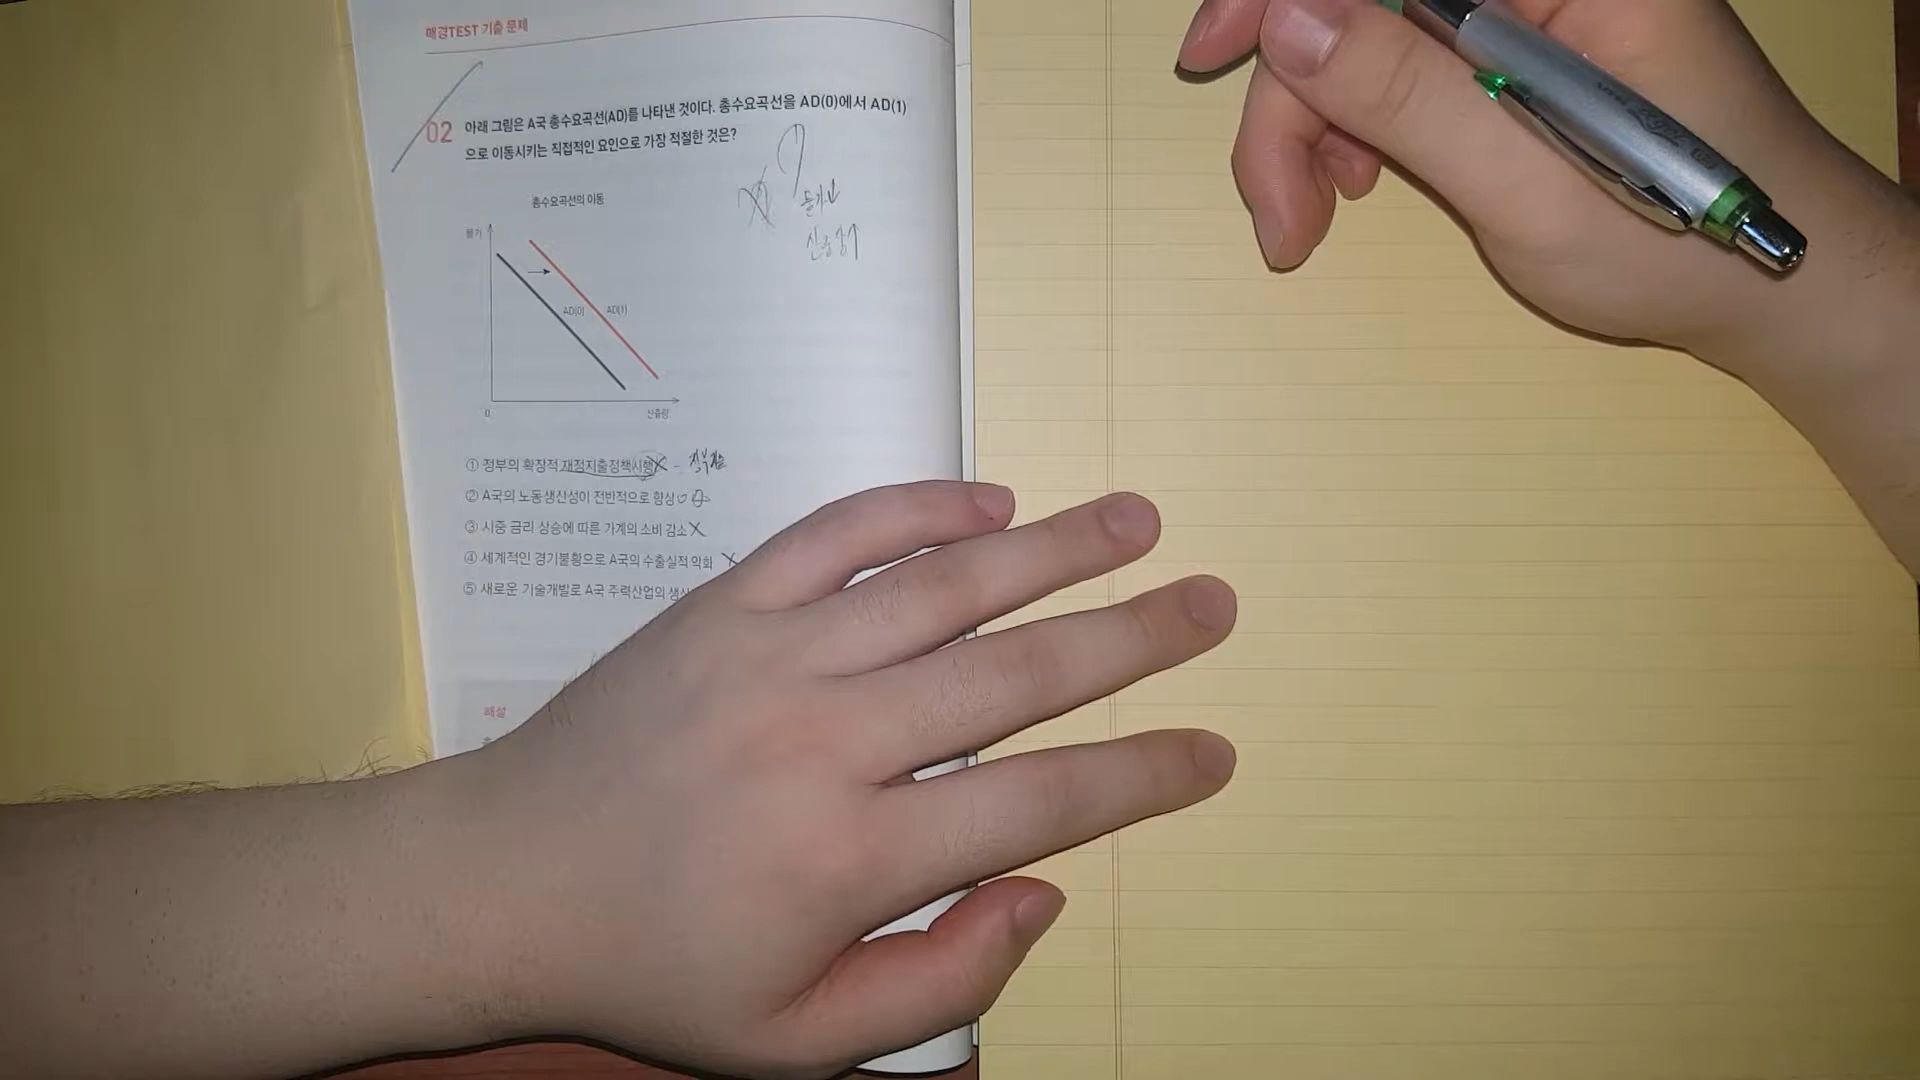 매경TEST 기출 문제
02 아래 그림은 A국 총수요곡선(AD)를 나타낸 것이다. 총수요곡선을 AD(0)에서 AD(1)
으로 이동시키는 직접적인 요인으로 가장 적절한 것은?
물가↓
총수요곡선의 이동
물가
AD(0) AD(1)
0 산출량
① 정부의 확장적 재정지출정책시행
② A국의 노동생산성이 전반적으로 향상
③ 시중 금리 상승에 따른 가계의 소비 감소
④ 세계적인 경기불황으로 A국의 수출실적 악화
⑤ 새로운 기술개발로 A국 주력산업의 생산
해설